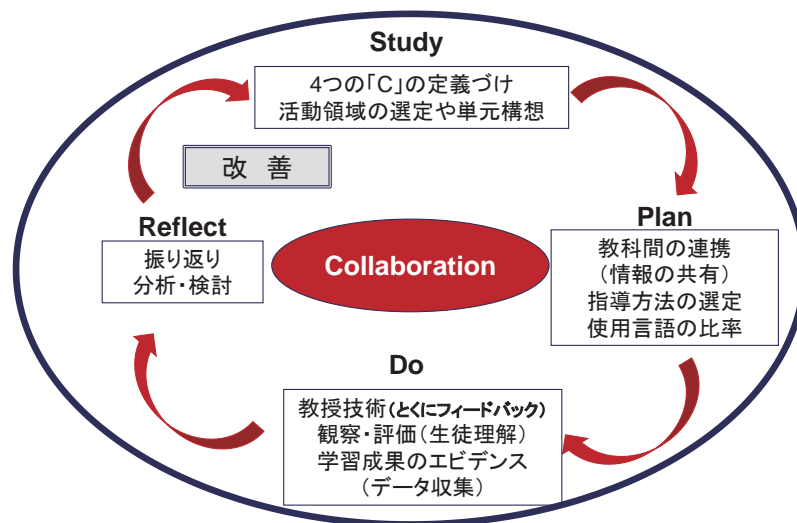 Study
4つの「C」の定義づけ
活動領域の選定や単元構想
改 善
Reflect
振り返り
分析・検討
Collaboration
Plan
教科間の連携
(情報の共有)
指導方法の選定
使用言語の比率
Do
教授技術(とくにフィードバック)
観察・評価(生徒理解)
学習成果のエビデンス
(データ収集)